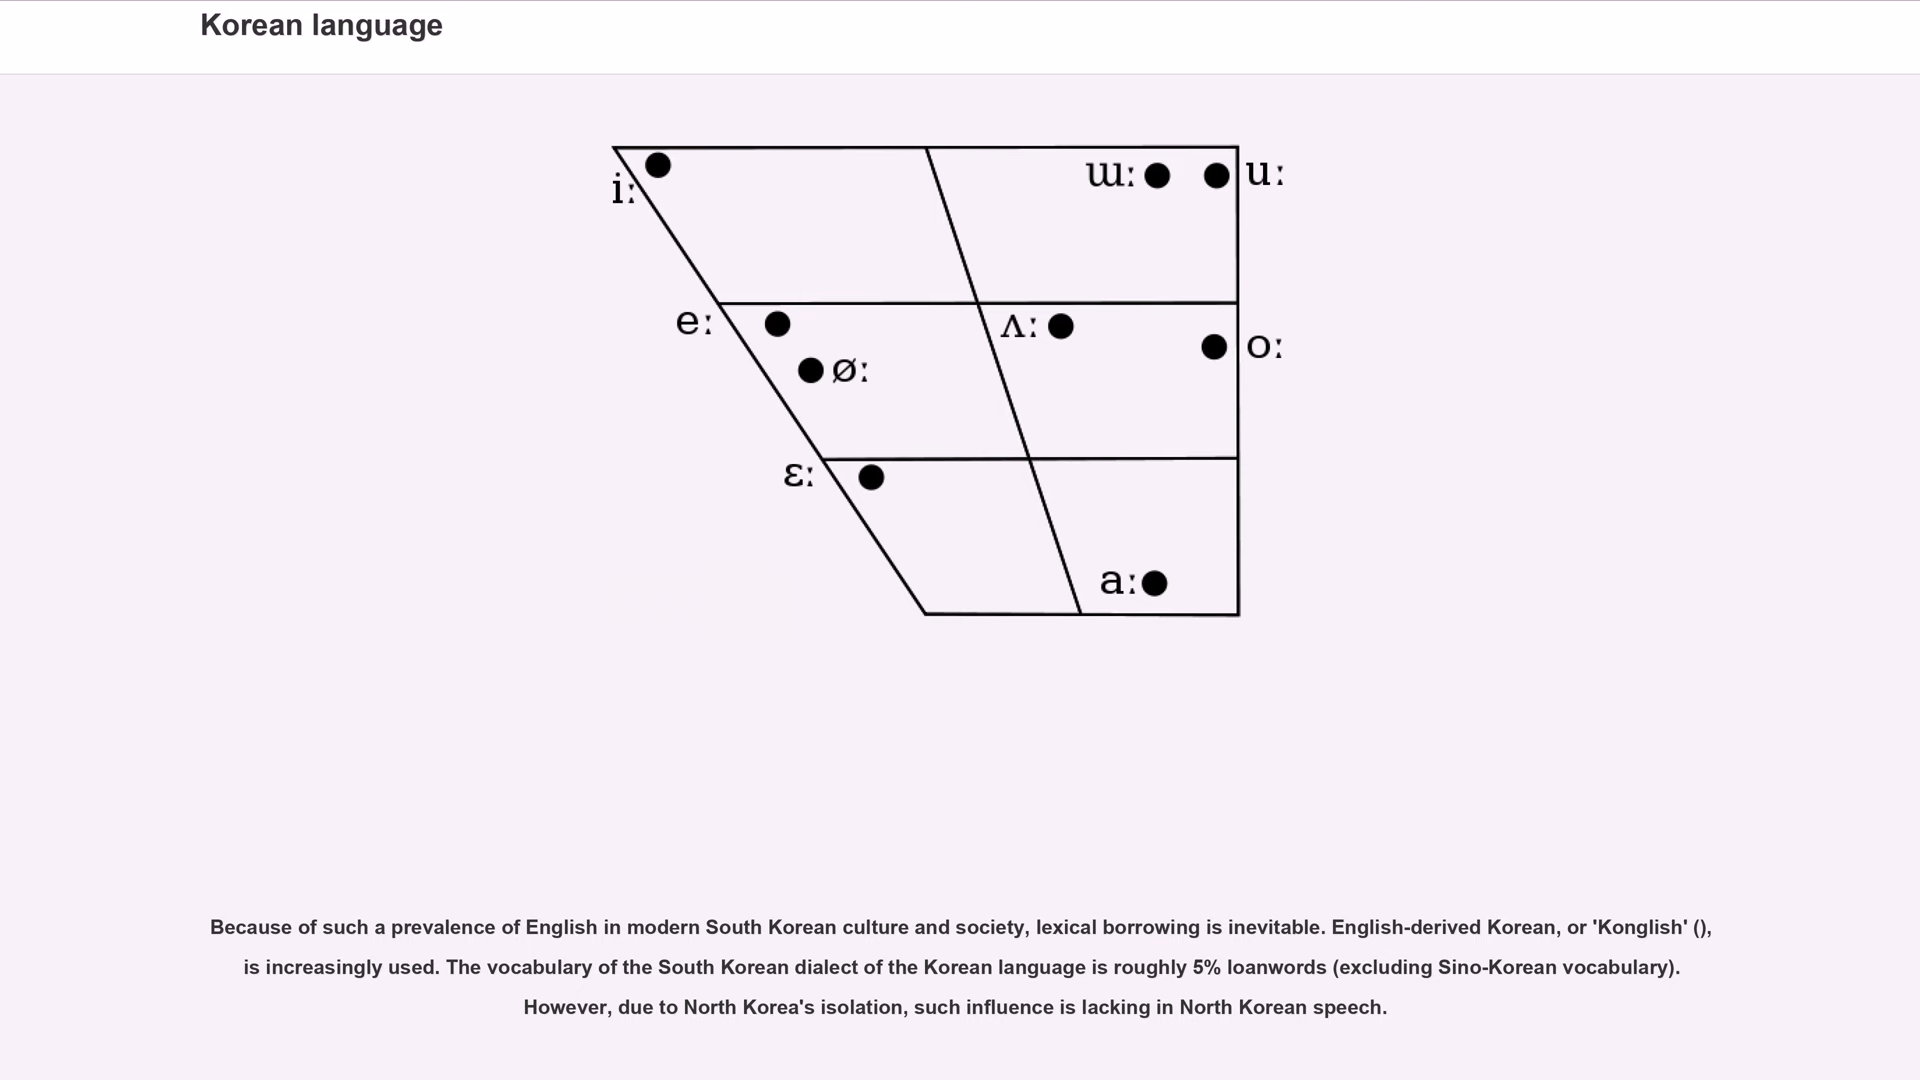 Korean language
iː
ɯː
uː
eː
ʌː
oː
øː
ɛː
aː
Because of such a prevalence of English in modern South Korean culture and society, lexical borrowing is inevitable. English-derived Korean, or 'Konglish' (),
is increasingly used. The vocabulary of the South Korean dialect of the Korean language is roughly 5% loanwords (excluding Sino-Korean vocabulary).
However, due to North Korea's isolation, such influence is lacking in North Korean speech.